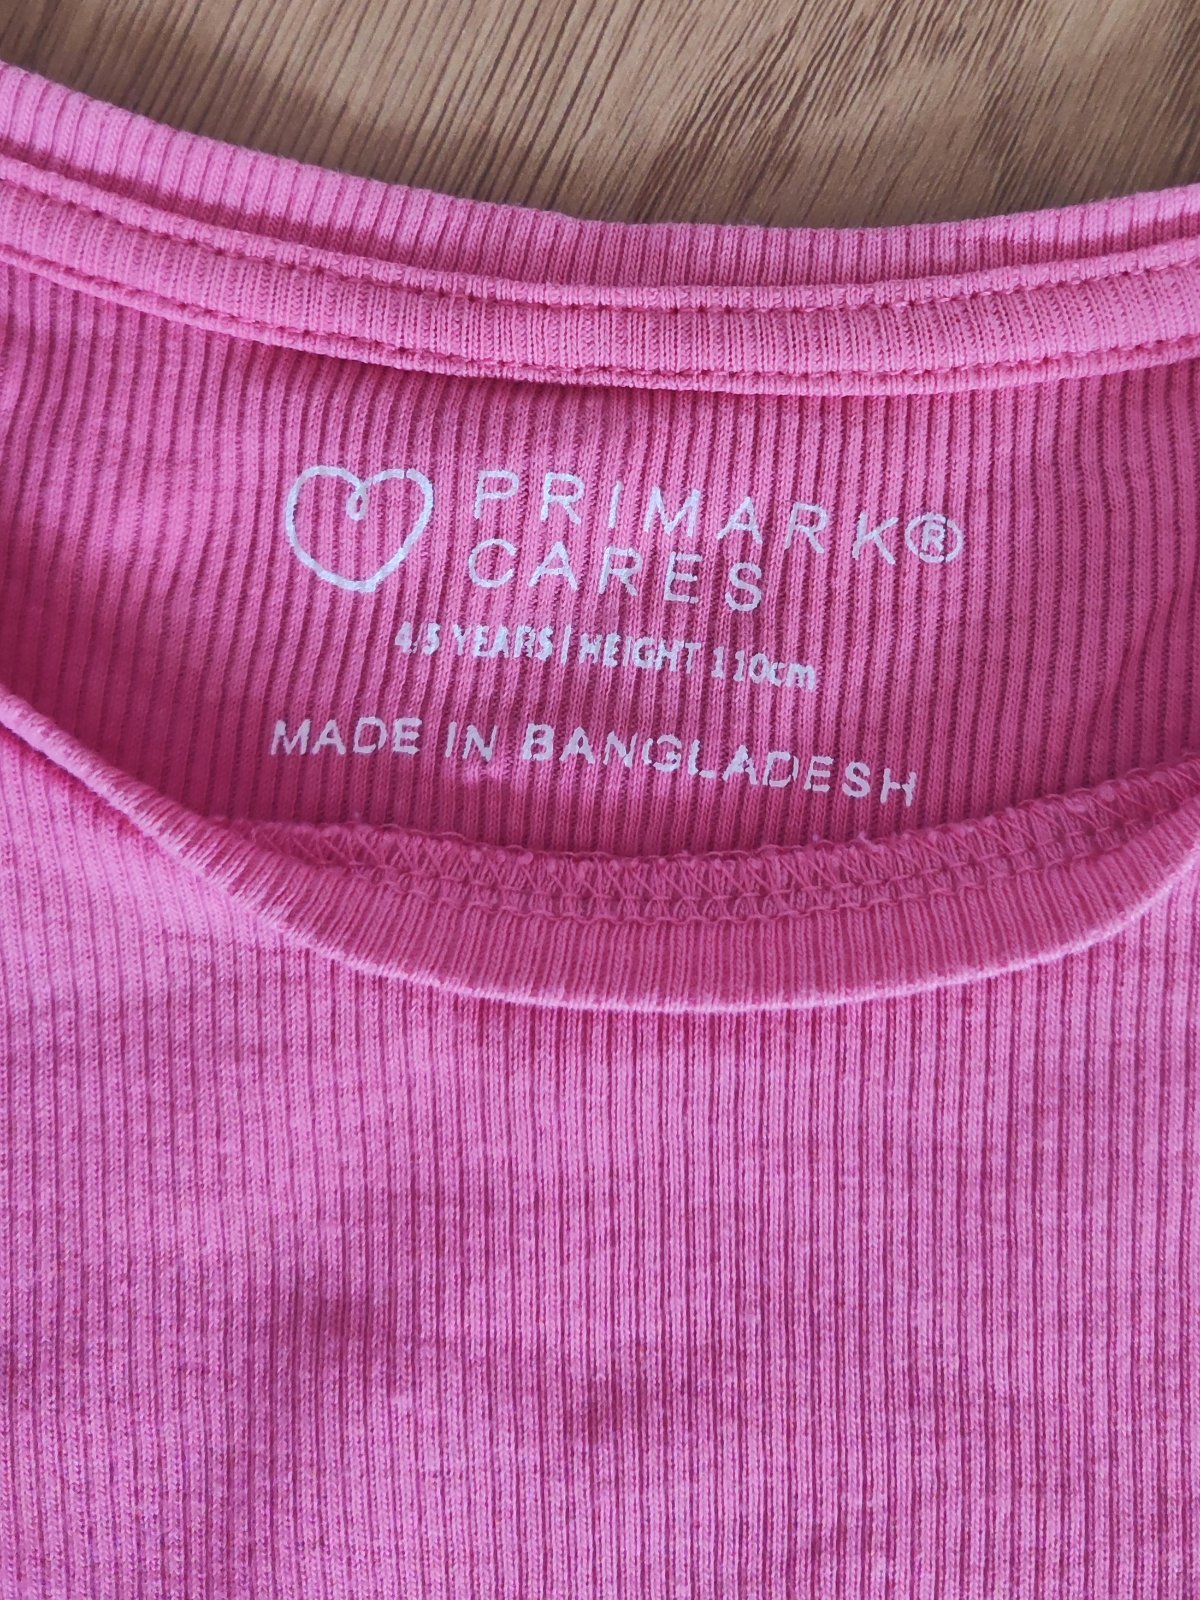 PRIMARK®
CARES
4-5 YEARS | HEIGHT 110cm
MADE IN BANGLADESH